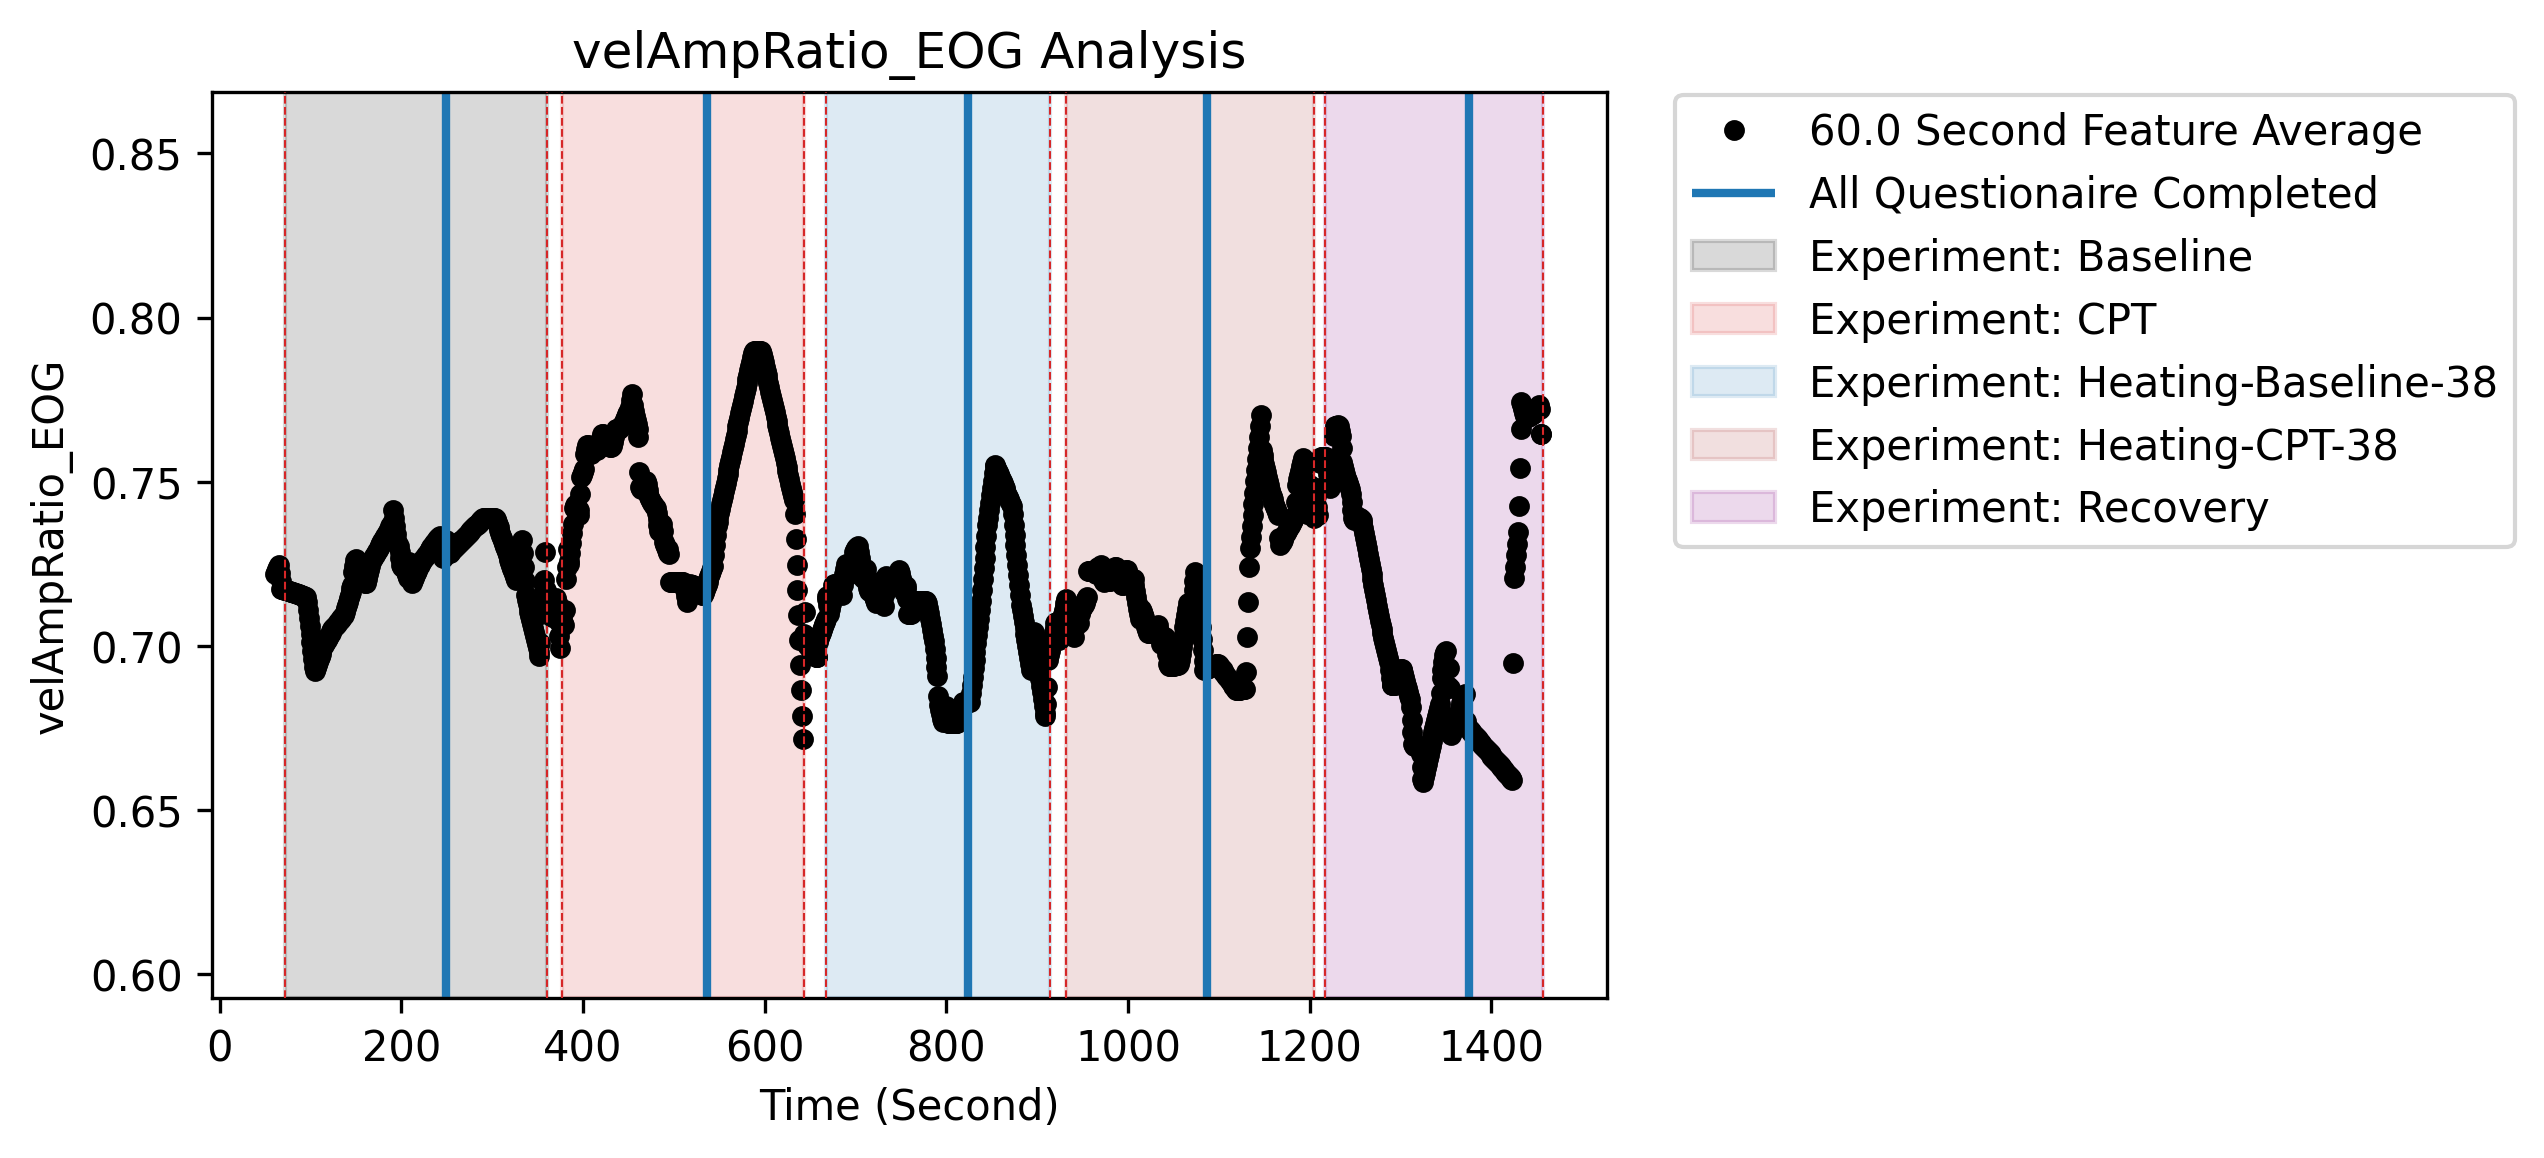 velAmpRatio_EOG Analysis
velAmpRatio_EOG
0.85
0.80
0.75
0.70
0.65
0.60
0 200 400 600 800 1000 1200 1400
Time (Second)
60.0 Second Feature Average
All Questionaire Completed
Experiment: Baseline
Experiment: CPT
Experiment: Heating-Baseline-38
Experiment: Heating-CPT-38
Experiment: Recovery